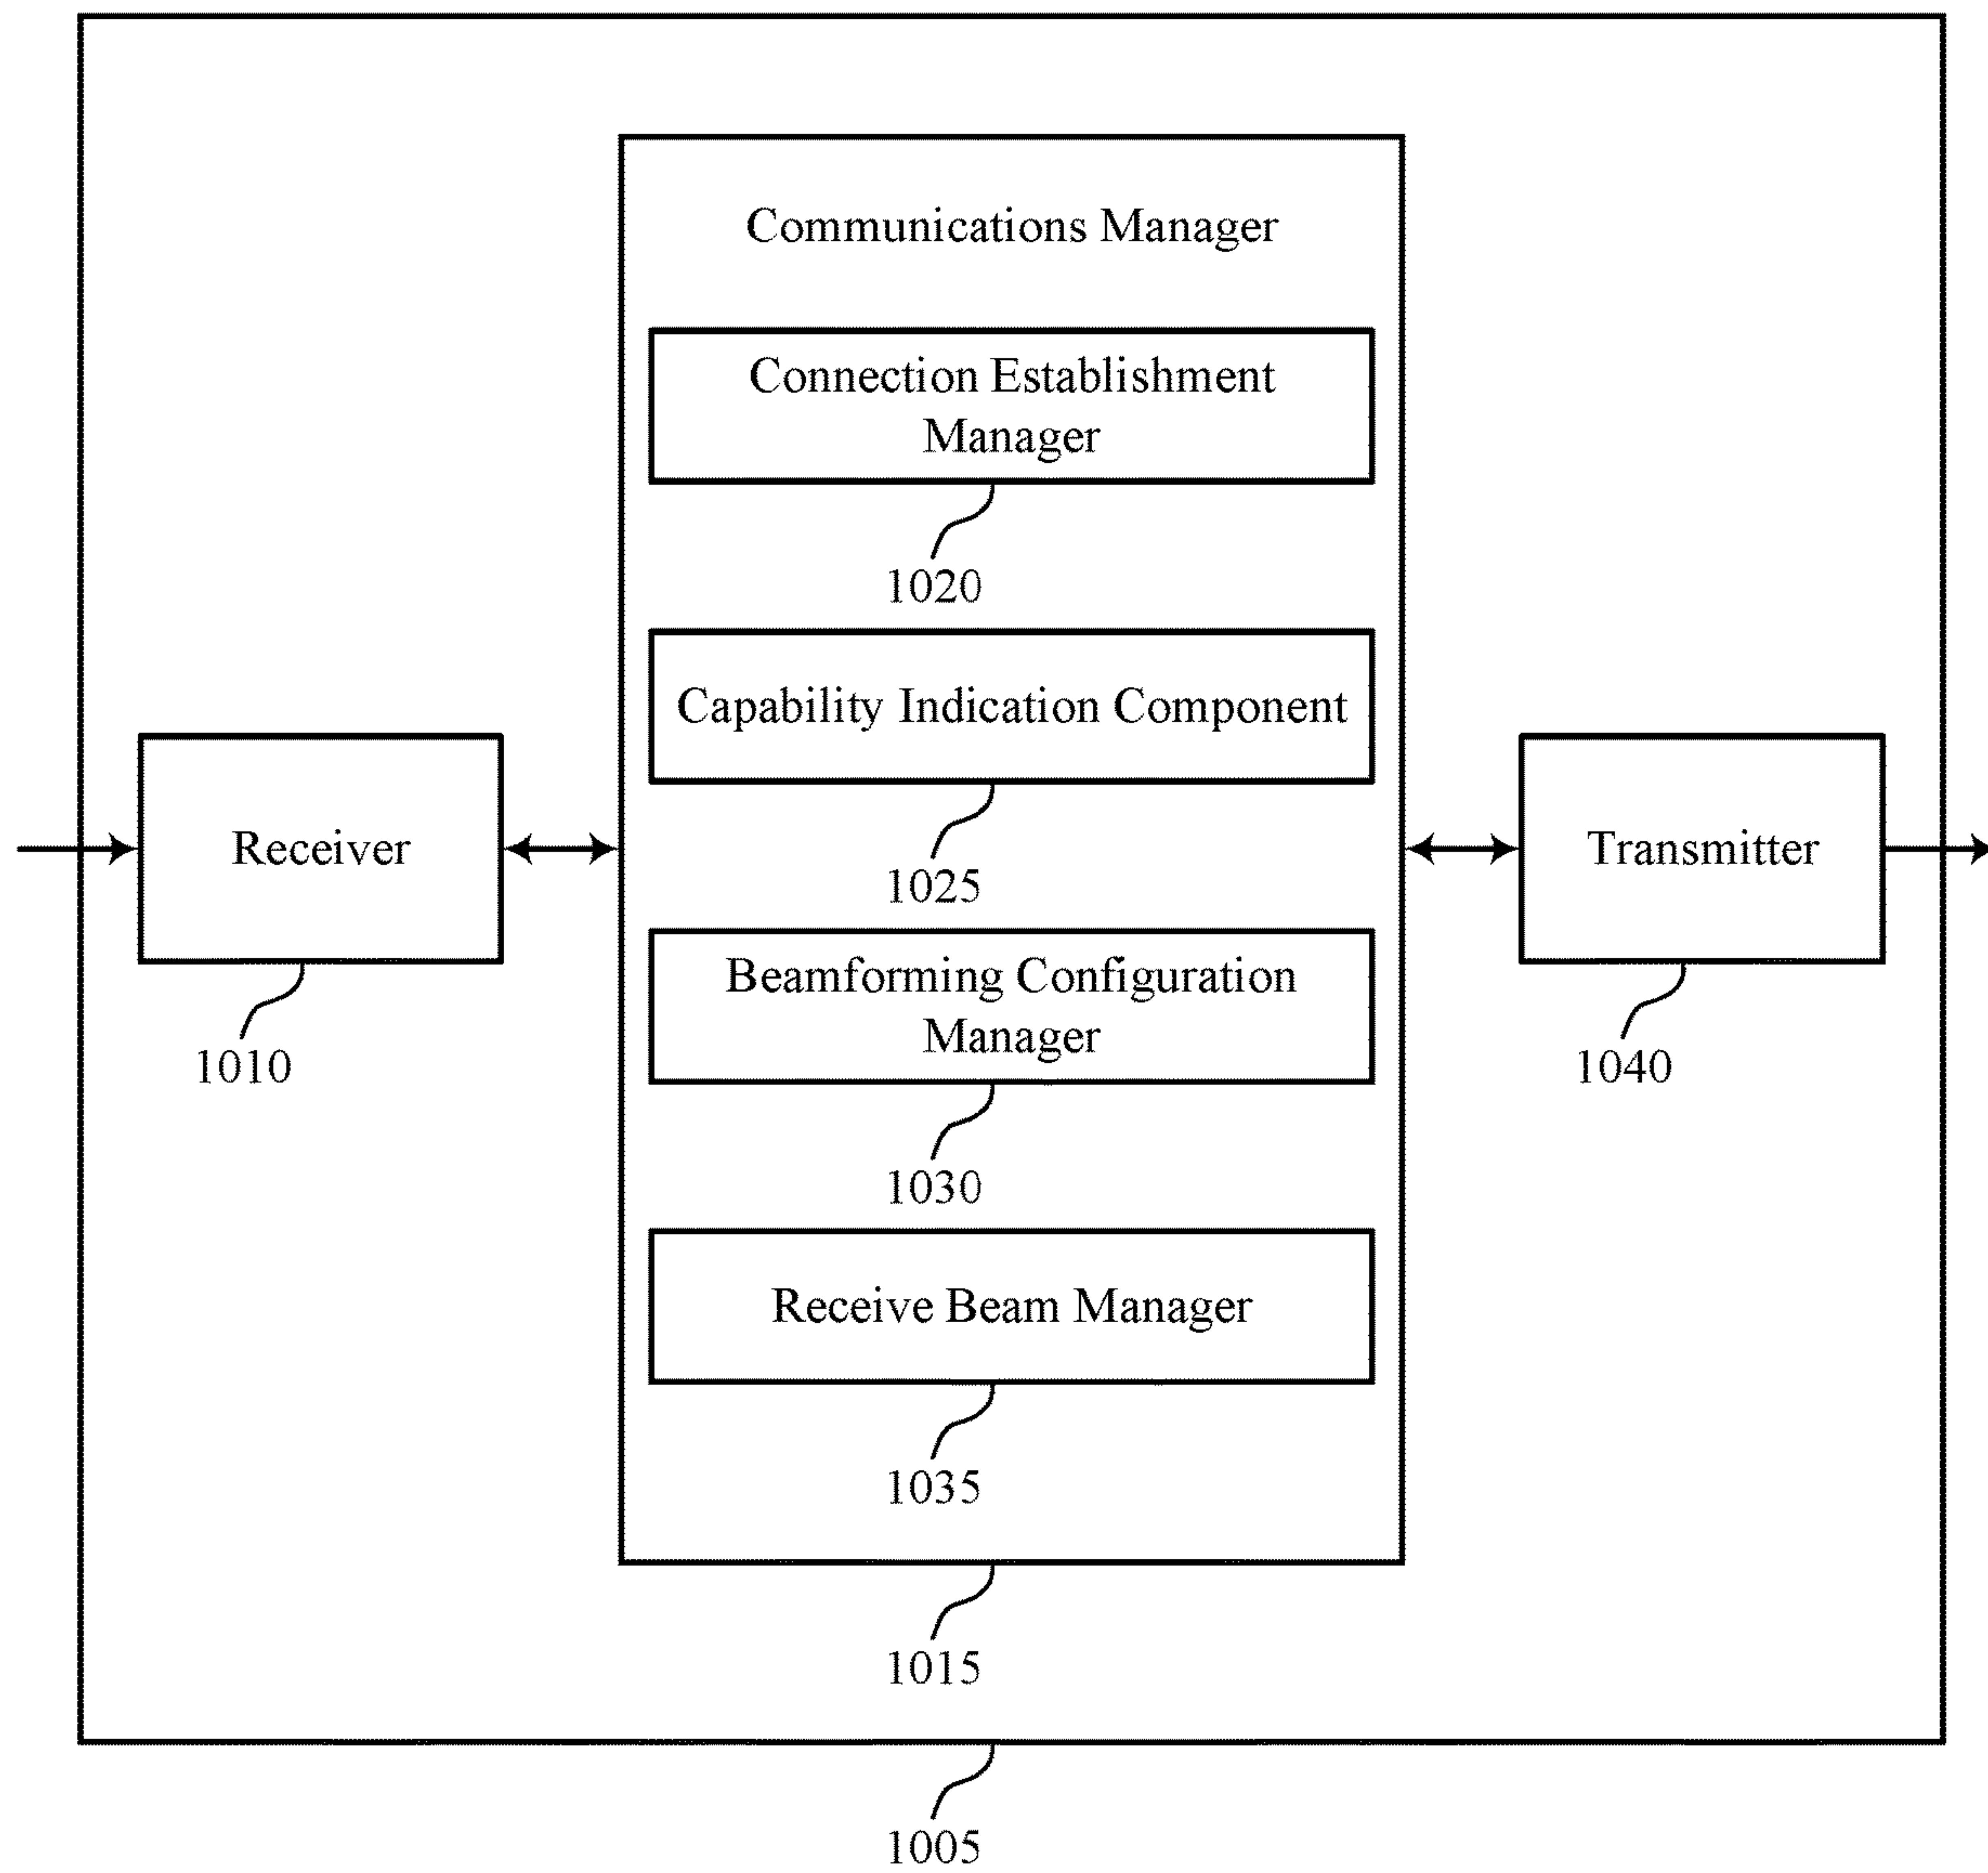 Communications Manager
Connection Establishment
Manager
1020
Capability Indication Component
1025
Receiver
1010
Beamforming Configuration
Manager
1030
Transmitter
1040
Receive Beam Manager
1035
1015
1005